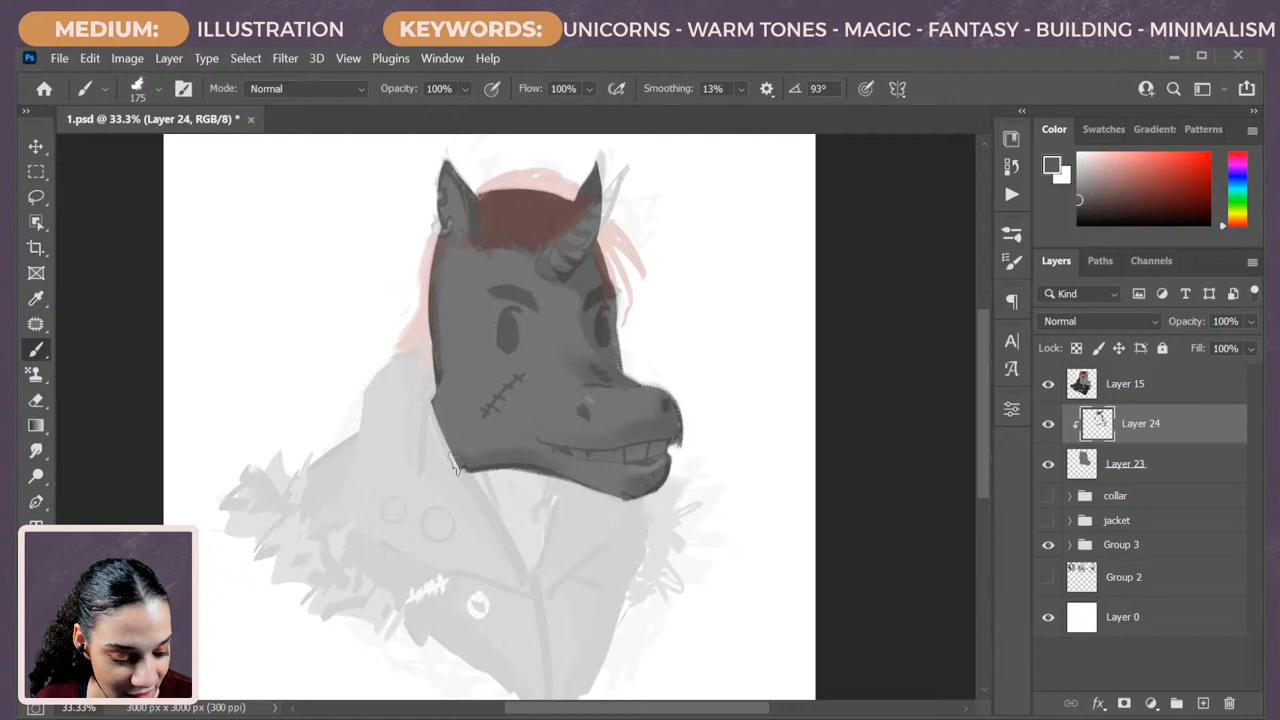 MEDIUM: ILLUSTRATION KEYWORDS: UNICORNS - WARM TONES - MAGIC - FANTASY - BUILDING - MINIMALISM
Ps File Edit Image Layer Type Select Filter 3D View Plugins Window Help
175 Mode: Normal Opacity: 100% Flow: 100% Smoothing: 13% 93°
1.psd @ 33.3% (Layer 24, RGB/8) *
Color Swatches Gradient: Patterns
Layers Paths Channels
Kind
Normal Opacity: 100%
Lock: Fill: 100%
Layer 15
Layer 24
Layer 23
collar
jacket
Group 3
Group 2
Layer 0
33.33% 3000 px x 3000 px (300 ppi)
fx